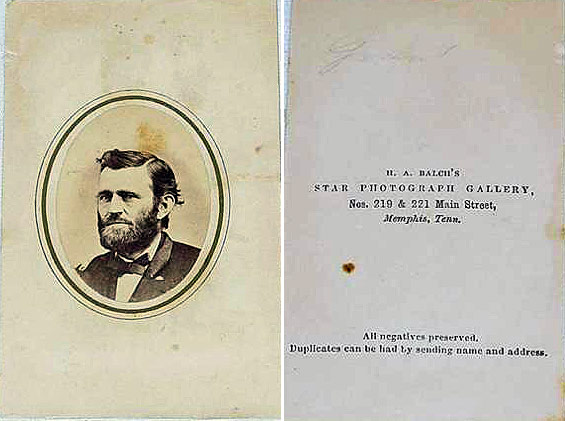 H. A. BALCH'S
STAR PHOTOGRAPH GALLERY,
Nos. 219 & 221 Main Street,
Memphis, Tenn.
All negatives preserved.
Duplicates can be had by sending name and address.